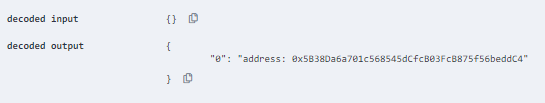 decoded input {}
decoded output {
"0": "address: 0x5B38Da6a701c568545dCfcB03FcB875f56beddC4"
}